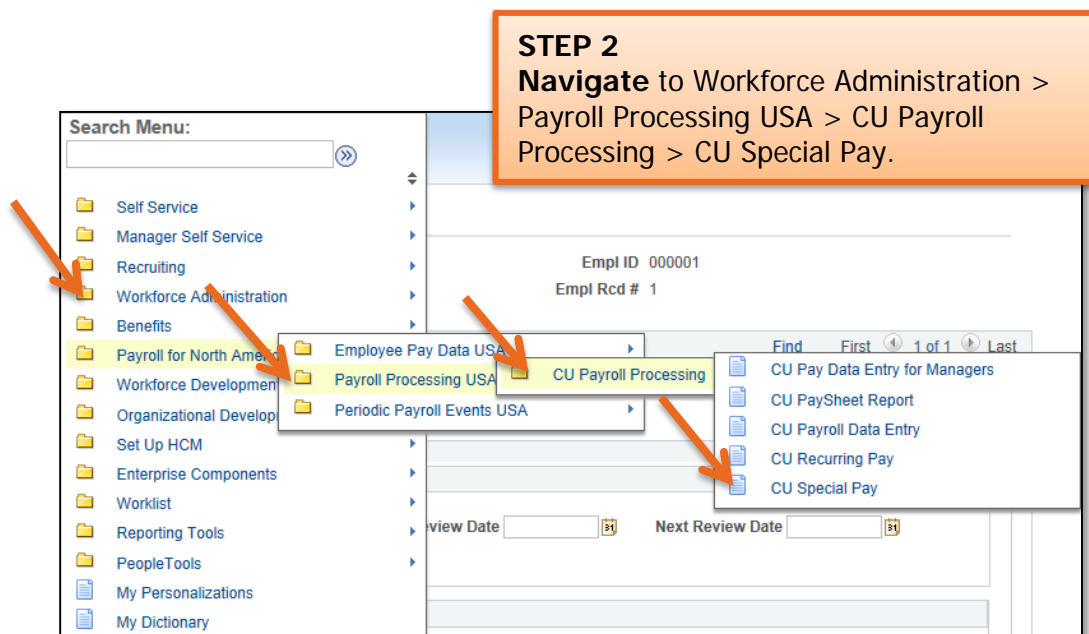 STEP 2
Navigate to Workforce Administration >
Payroll Processing USA > CU Payroll
Processing > CU Special Pay.
Search Menu:
Self Service
Manager Self Service
Recruiting
Workforce Administration
Benefits
Payroll for North Americ
Workforce Developmen
Organizational Develop
Set Up HCM
Enterprise Components
Worklist
Reporting Tools
PeopleTools
My Personalizations
My Dictionary
Employee Pay Data USA
Payroll Processing USA
Periodic Payroll Events USA
CU Payroll Processing
CU Pay Data Entry for Managers
CU PaySheet Report
CU Payroll Data Entry
CU Recurring Pay
CU Special Pay
Empl ID 000001
Empl Rcd # 1
Find First 1 of 1 Last
view Date 31 Next Review Date 31